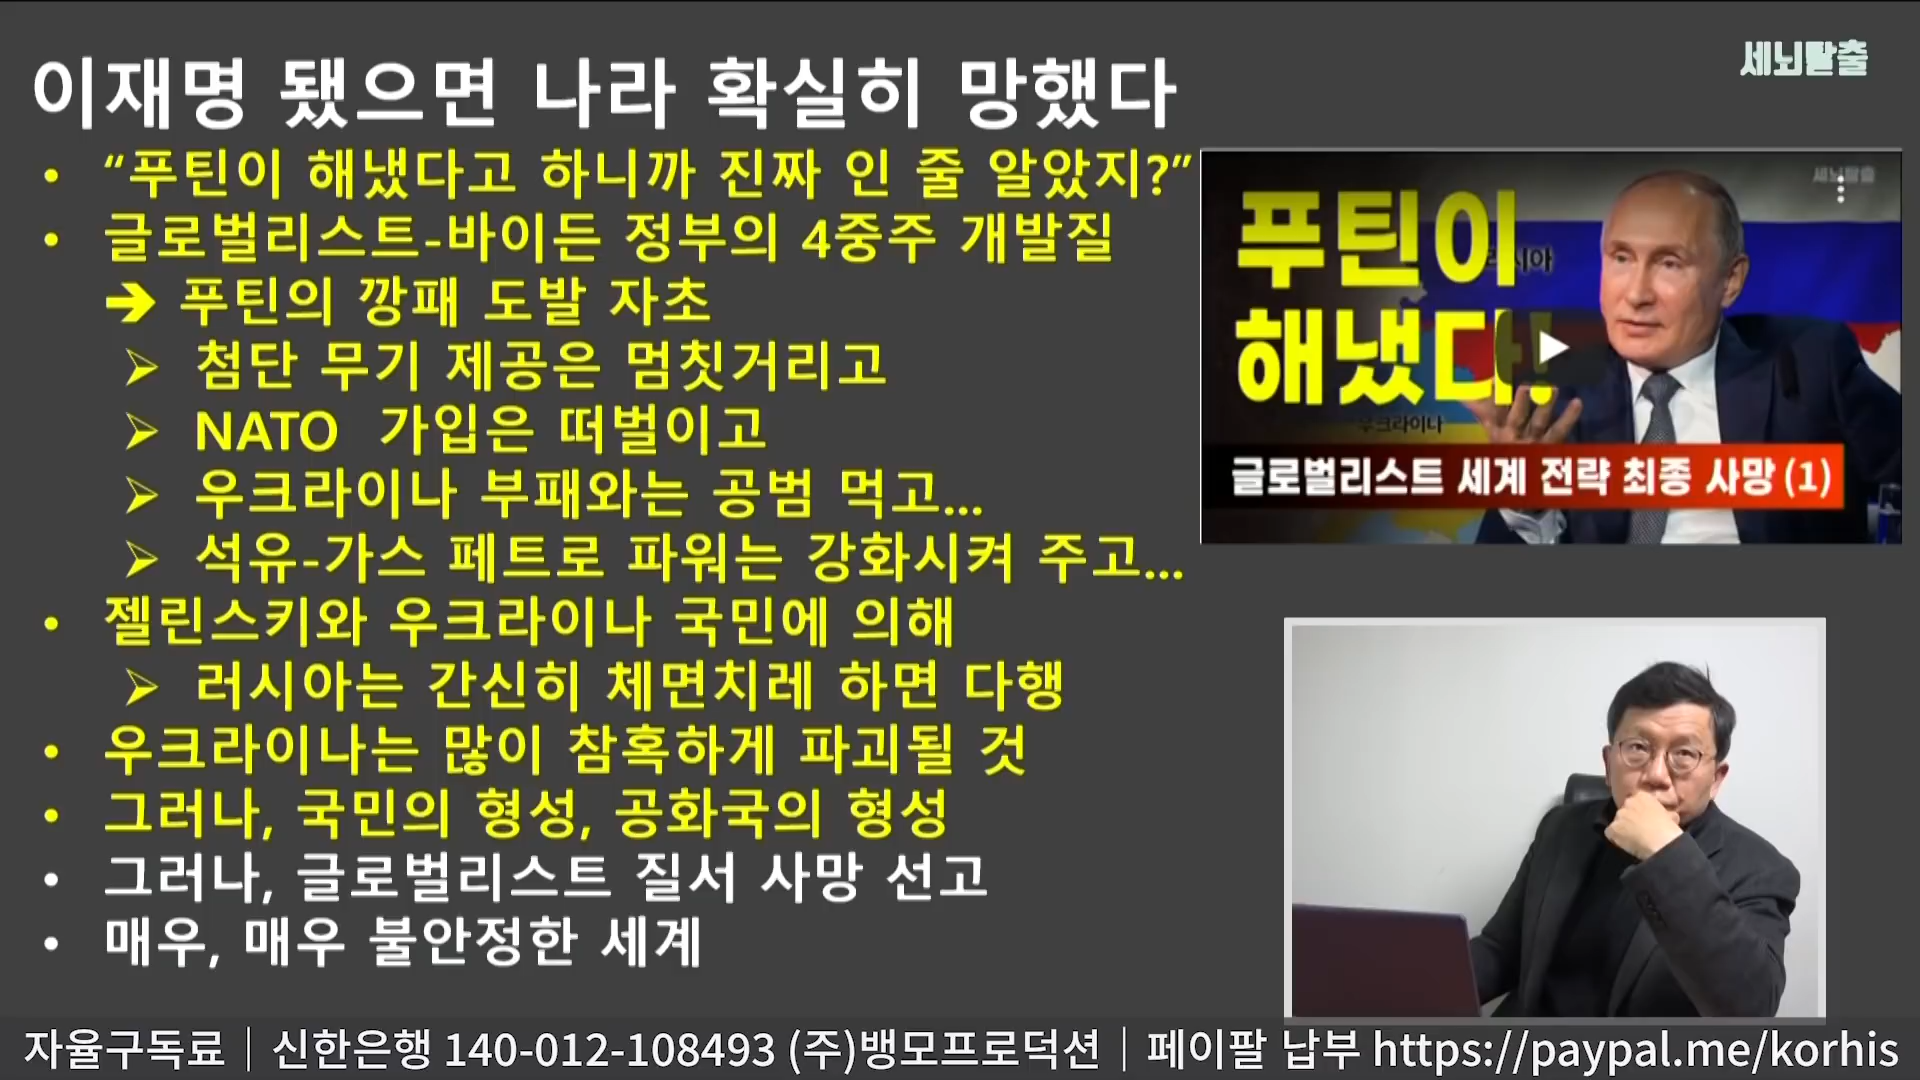 세뇌탈출
이재명 됐으면 나라 확실히 망했다
• “푸틴이 해냈다고 하니까 진짜 인 줄 알았지?”
• 글로벌리스트-바이든 정부의 4중주 개발질
➔ 푸틴의 깡패 도발 자초
➢ 첨단 무기 제공은 멈칫거리고
➢ NATO 가입은 떠벌이고
➢ 우크라이나 부패와는 공범 먹고...
➢ 석유-가스 페트로 파워는 강화시켜 주고...
• 젤린스키와 우크라이나 국민에 의해
➢ 러시아는 간신히 체면치레 하면 다행
• 우크라이나는 많이 참혹하게 파괴될 것
• 그러나, 국민의 형성, 공화국의 형성
• 그러나, 글로벌리스트 질서 사망 선고
• 매우, 매우 불안정한 세계
세뇌탈출
푸틴이
해냈다!
우크라이나
글로벌리스트 세계 전략 최종 사망 (1)
자율구독료│신한은행 140-012-108493 (주)뱅모프로덕션│페이팔 납부 https://paypal.me/korhis